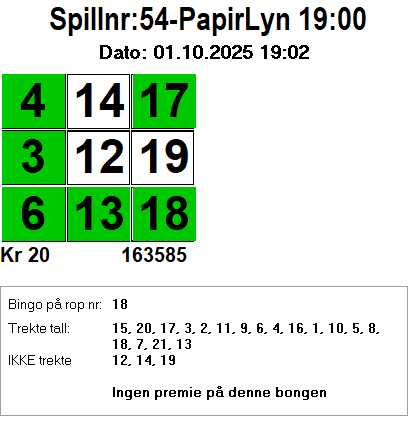 Spillnr:54-PapirLyn 19:00
Dato: 01.10.2025 19:02
4 14 17
3 12 19
6 13 18
Kr 20 163585
Bingo på rop nr: 18
Trekte tall: 15, 20, 17, 3, 2, 11, 9, 6, 4, 16, 1, 10, 5, 8,
18, 7, 21, 13
IKKE trekte 12, 14, 19
Ingen premie på denne bongen